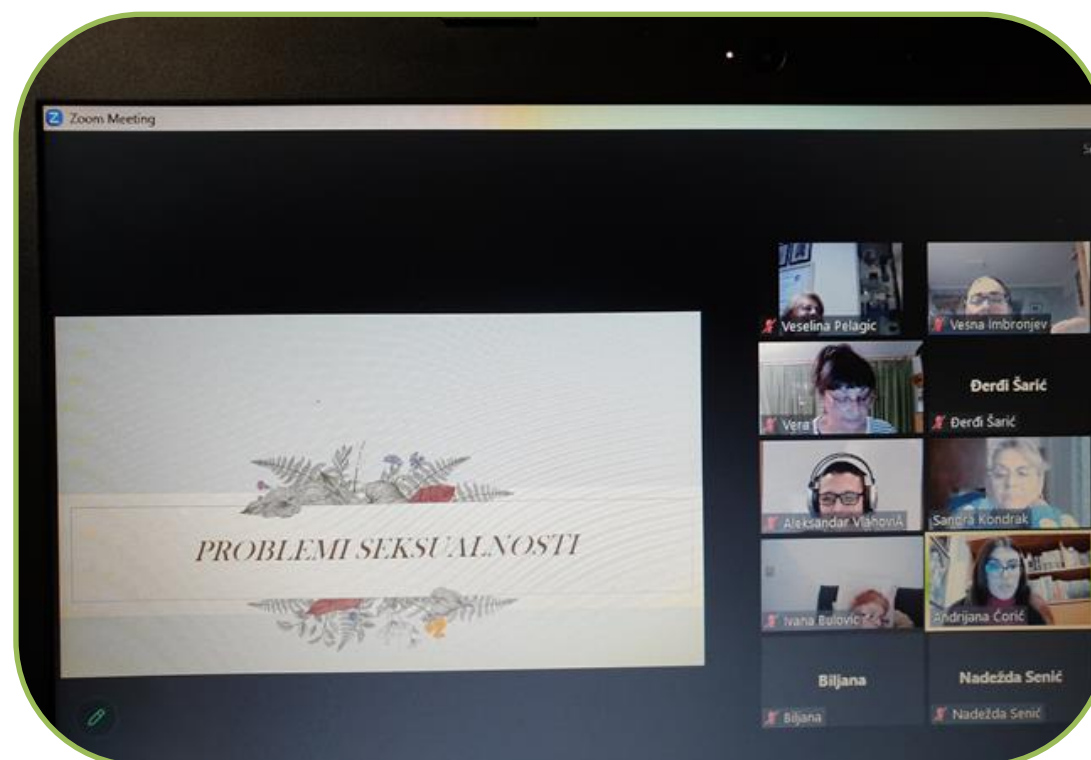 Zoom Meeting
PROBLEMI SEKSUALNOSTI
Veselina Pelagic
Vesna Imbronjev
Vera
Đerđi Šarić
Đerđi Šarić
Aleksandar VlahoviÄ
Sandra Kondrak
Ivana Bulović
Andrijana Ćorić
Biljana
Biljana
Nadežda Senić
Nadežda Senić